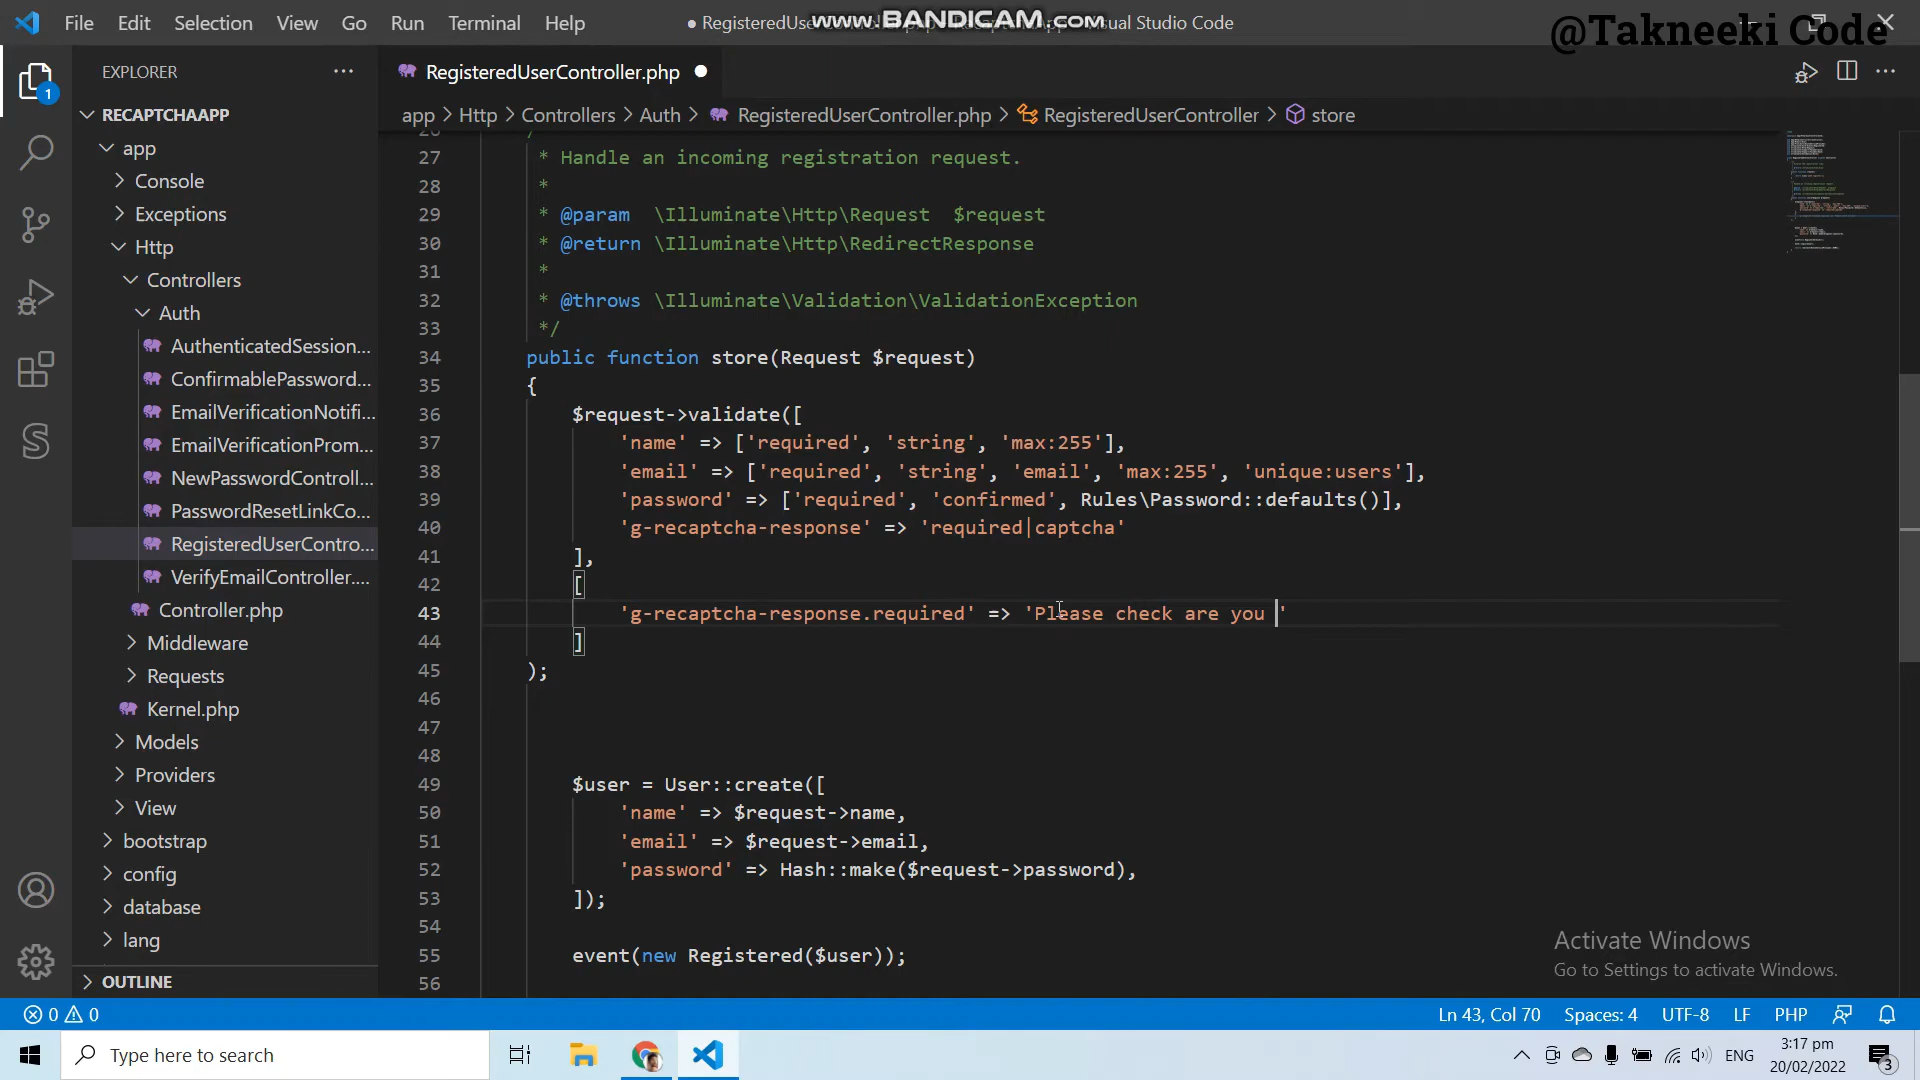 File Edit Selection View Go Run Terminal Help
www.BANDICAM.com
@Takneeki Code
EXPLORER
RegisteredUserController.php
RECAPTCHAAPP
app > Http > Controllers > Auth > RegisteredUserController.php > RegisteredUserController > store
app
Console
Exceptions
Http
Controllers
Auth
AuthenticatedSession...
ConfirmablePassword...
EmailVerificationNotifi...
EmailVerificationProm...
NewPasswordControll...
PasswordResetLinkCo...
RegisteredUserContro...
VerifyEmailController....
Controller.php
Middleware
Requests
Kernel.php
Models
Providers
View
bootstrap
config
database
lang
OUTLINE
27 * Handle an incoming registration request.
28 *
29 * @param \Illuminate\Http\Request $request
30 * @return \Illuminate\Http\RedirectResponse
31 *
32 * @throws \Illuminate\Validation\ValidationException
33 */
34 public function store(Request $request)
35 {
36 $request->validate([
37 'name' => ['required', 'string', 'max:255'],
38 'email' => ['required', 'string', 'email', 'max:255', 'unique:users'],
39 'password' => ['required', 'confirmed', Rules\Password::defaults()],
40 'g-recaptcha-response' => 'required|captcha'
41 ],
42 [
43 'g-recaptcha-response.required' => 'Please check are you '
44 ]
45 );
46
47
48
49 $user = User::create([
50 'name' => $request->name,
51 'email' => $request->email,
52 'password' => Hash::make($request->password),
53 ]);
54
55 event(new Registered($user));
56
Activate Windows
Go to Settings to activate Windows.
0 0
Ln 43, Col 70 Spaces: 4 UTF-8 LF PHP
Type here to search
ENG
3:17 pm
20/02/2022
3
1